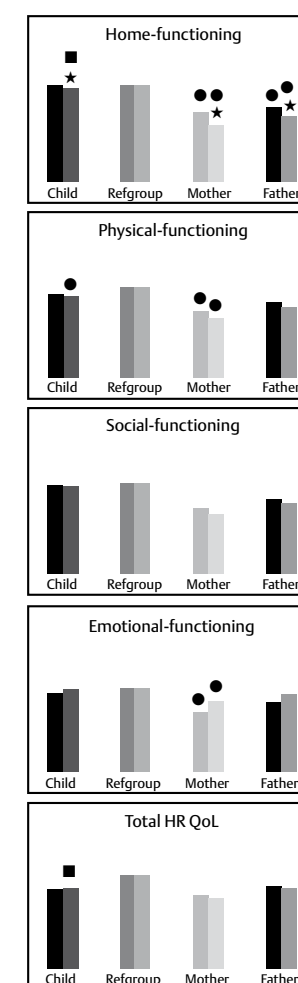 Home-functioning
Child Refgroup Mother Father
Physical-functioning
Child Refgroup Mother Father
Social-functioning
Child Refgroup Mother Father
Emotional-functioning
Child Refgroup Mother Father
Total HR QoL
Child Refgroup Mother Father